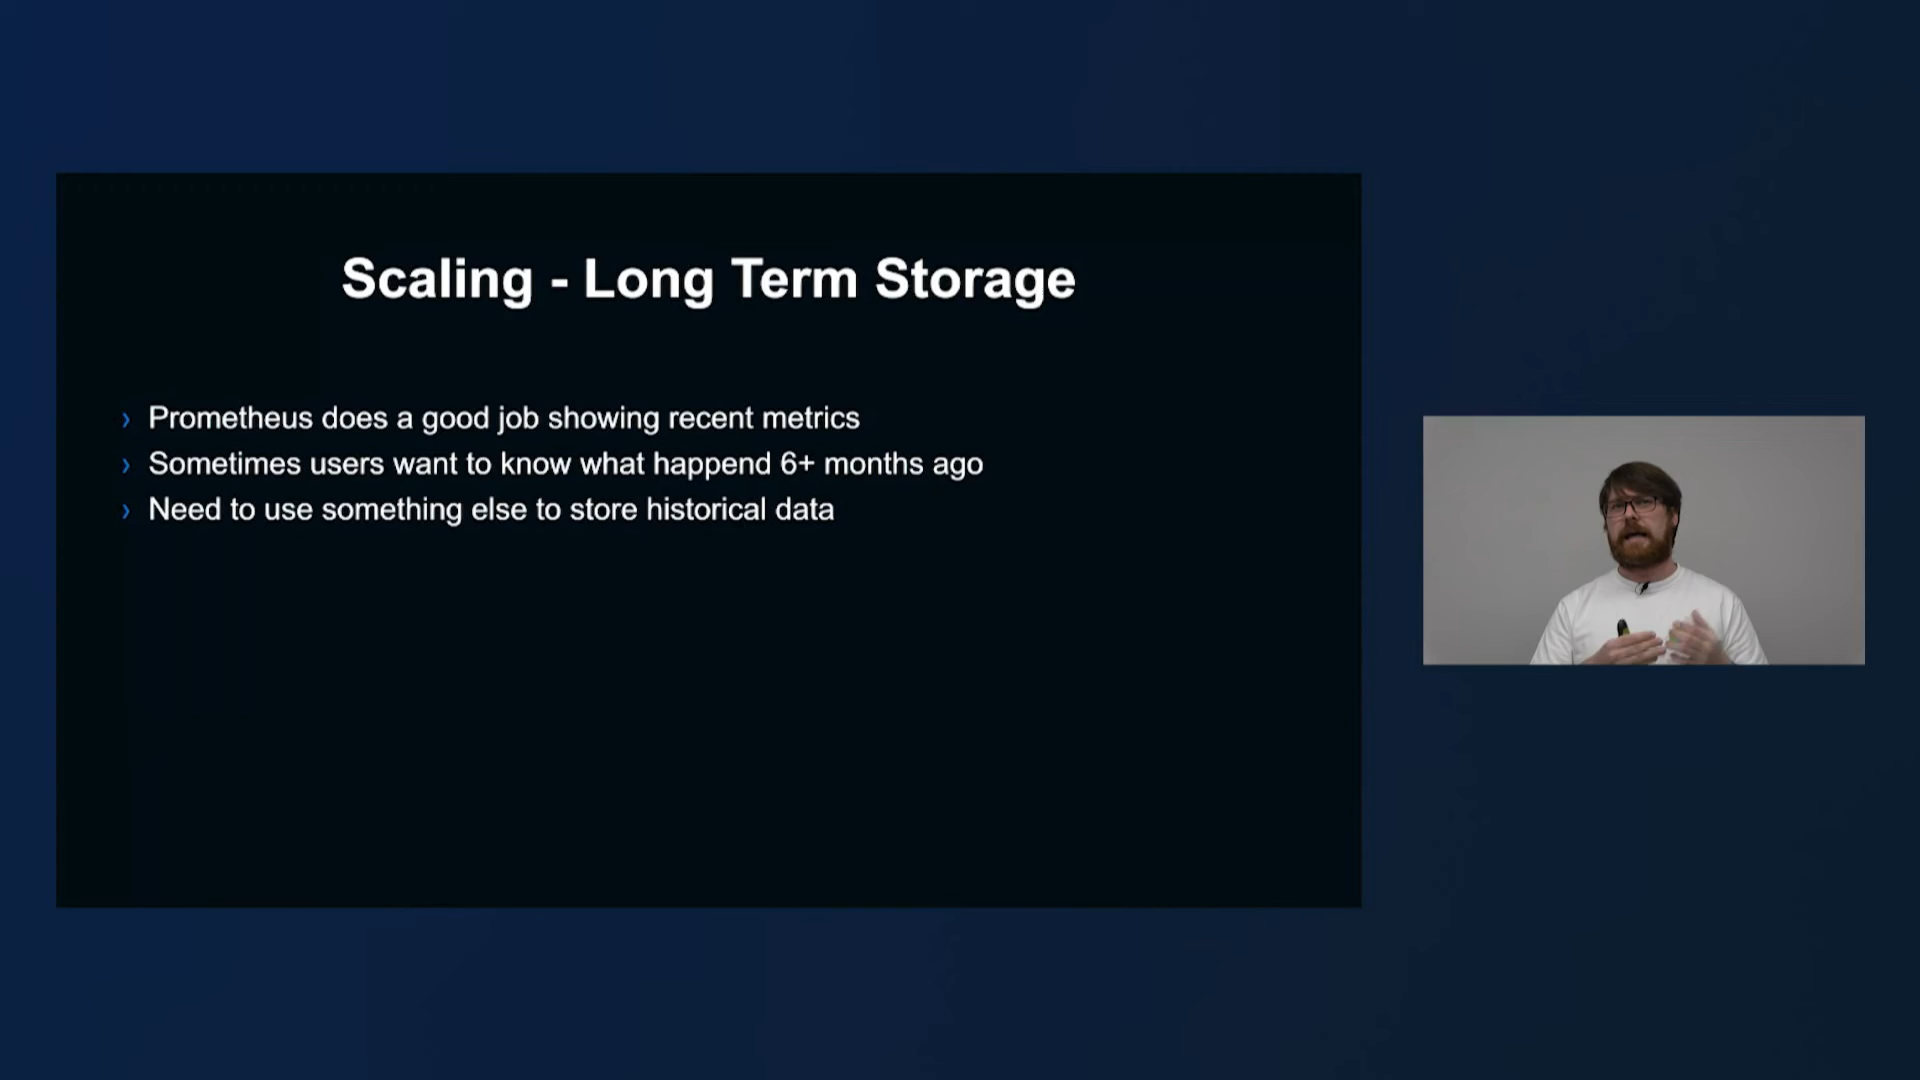 Scaling - Long Term Storage
› Prometheus does a good job showing recent metrics
› Sometimes users want to know what happend 6+ months ago
› Need to use something else to store historical data